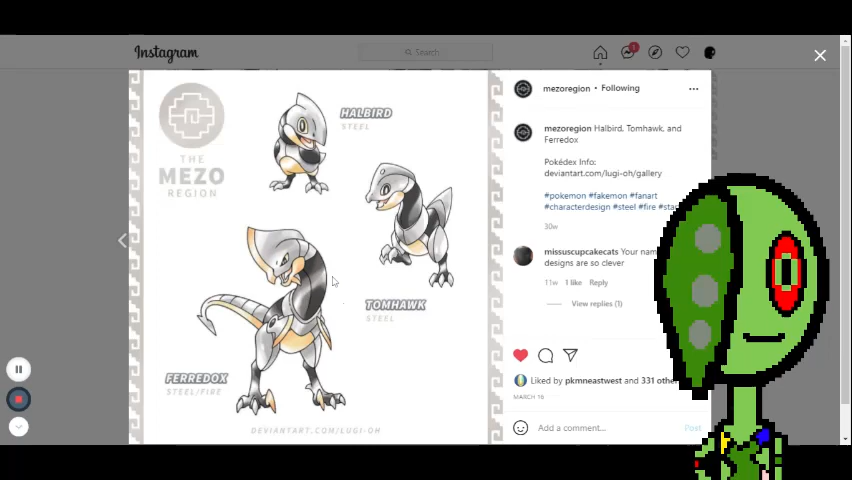 Instagram
Search
1
THE
MEZO
REGION
HALBIRD
STEEL
TOMHAWK
STEEL
FERREDOX
STEEL/FIRE
DEVIANTART.COM/LUGI-OH
mezoregion • Following
mezoregion Halbird, Tomhawk, and
Ferredox
Pokédex Info:
deviantart.com/lugi-oh/gallery
#pokemon #fakemon #fanart
#characterdesign #steel #fire
30w
missuscupcakecats Your
designs are so clever
11w 1 like Reply
View replies (1)
Liked by pkmneastwest and 331
MARCH 16
Add a comment...
Post